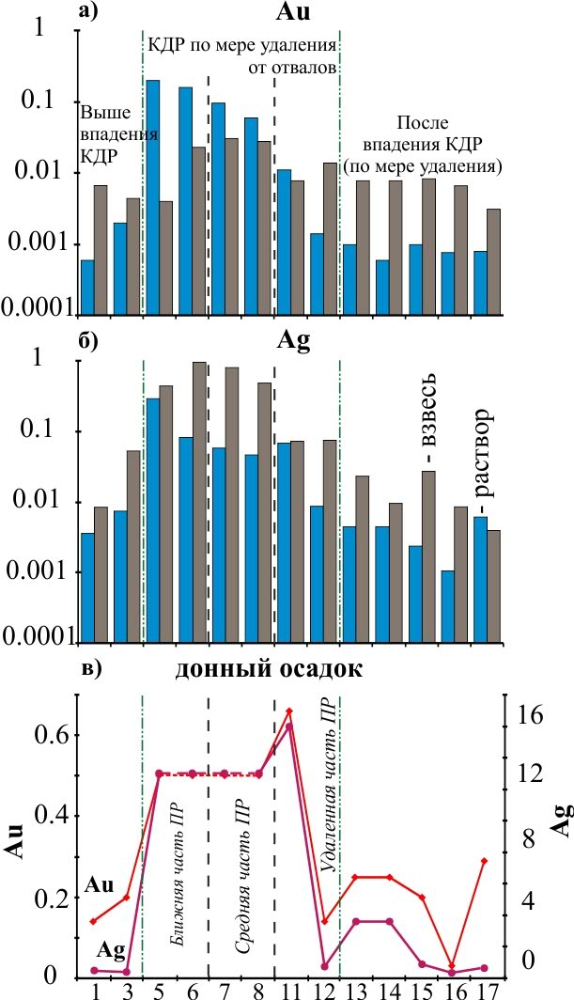 а)
Au
1
0.1
0.01
0.001
0.0001
КДР по мере удаления
от отвалов
Выше
впадения
КДР
После
впадения КДР
(по мере удаления)
б)
Ag
1
0.1
0.01
0.001
0.0001
- взвесь
- раствор
в)
донный осадок
0.6
0.4
0.2
0
Au
16
12
8
4
0
Ag
Au
Ag
Ближняя часть ПР
Средняя часть ПР
Удаленная часть ПР
1 3 5 6 7 8 11 12 13 14 15 16 17